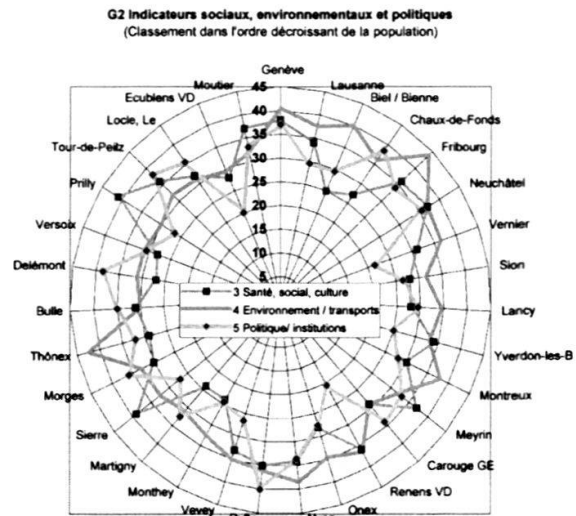 G2 Indicateurs sociaux, environnementaux et politiques
(Classement dans l'ordre décroissant de la population)
Genève
Lausanne
Biel / Bienne
Chaux-de-Fonds
Fribourg
Neuchâtel
Vernier
Sion
Lancy
Yverdon-les-B
Montreux
Meyrin
Carouge GE
Renens VD
Onex
Vevey
Monthey
Martigny
Sierre
Morges
Thônex
Bulle
Delémont
Versoix
Prilly
Tour-de-Peilz
Locle, Le
Ecublens VD
Moutier
45
40
35
30
25
20
15
10
5
3 Santé, social, culture
4 Environnement / transports
5 Politique/ institutions